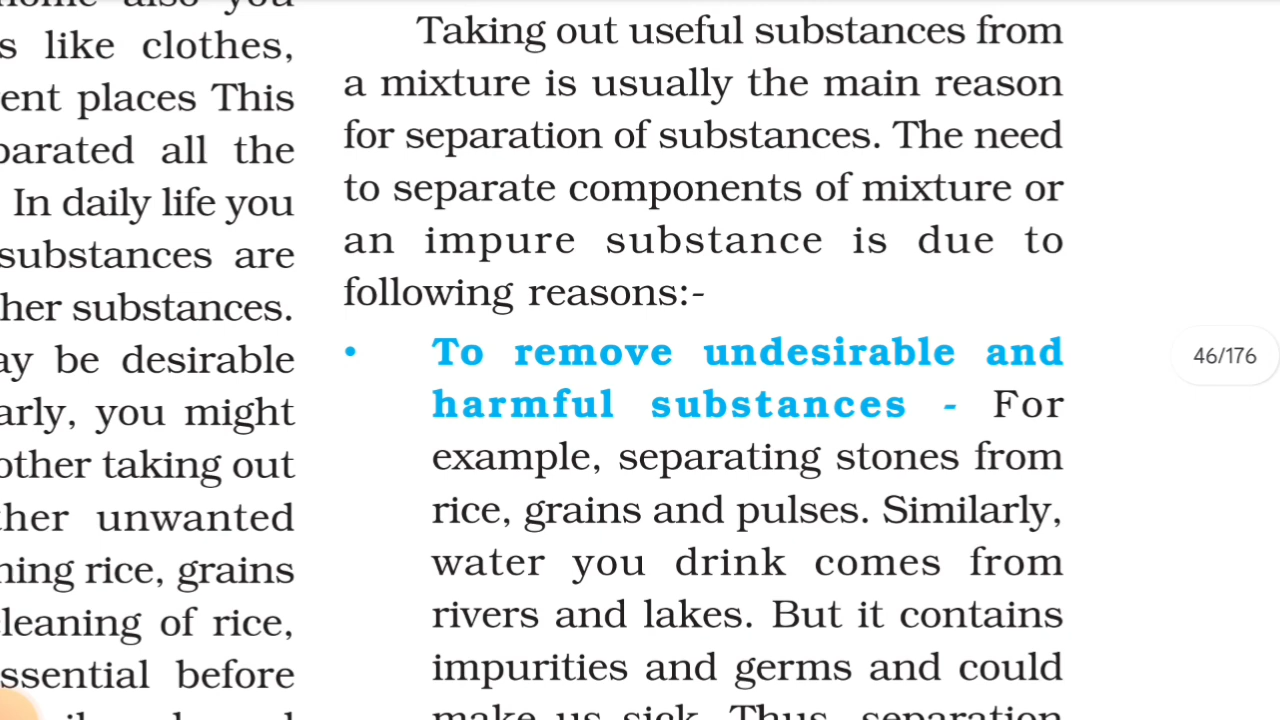 s like clothes,
ent places This
parated all the
In daily life you
substances are
her substances.
ay be desirable
arly, you might
other taking out
her unwanted
ning rice, grains
leaning of rice,
ssential before
Taking out useful substances from
a mixture is usually the main reason
for separation of substances. The need
to separate components of mixture or
an impure substance is due to
following reasons:-
• To remove undesirable and
harmful substances - For
example, separating stones from
rice, grains and pulses. Similarly,
water you drink comes from
rivers and lakes. But it contains
impurities and germs and could
make us sick. Thus, separation
46/176